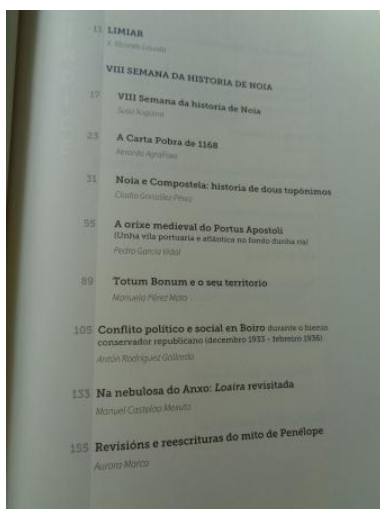 11 LIMIAR
X.
VIII SEMANA DA HISTORIA DE NOIA
17 VIII Semana da historia de Noia
23 A Carta Pobra de 1168
Xerardo AgraFoxo
31 Noia e Compostela: historia de dous topónimos
Clodio González Pérez
55 A orixe medieval do Portus Apostoli
(Unha vila portuaria e atlántica no fondo dunha ría)
Pedro García Vidal
89 Totum Bonum e o seu territorio
Manuela Pérez Mato
105 Conflito político e social en Boiro durante o bienio
conservador republicano (decembro 1933 - febreiro 1936)
Antón Rodríguez Gallardo
133 Na nebulosa do Anxo: Loaira revisitada
Manuel Castelao Mexuto
155 Revisións e reescrituras do mito de Penélope
Aurora Marco